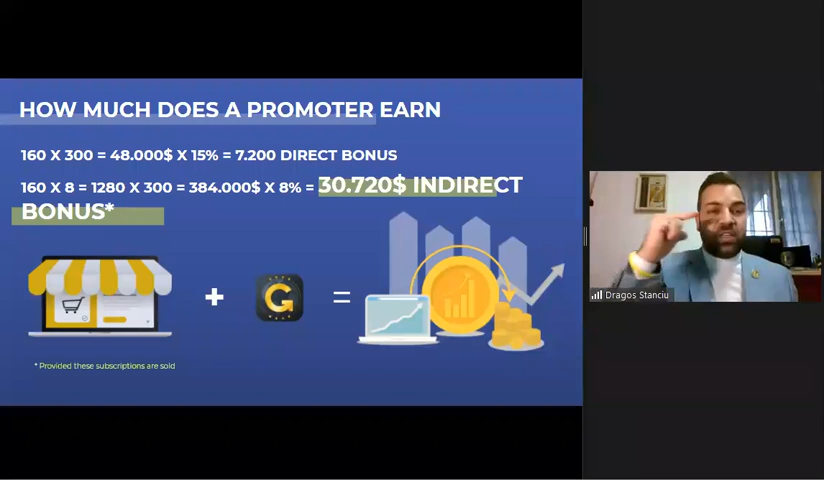 HOW MUCH DOES A PROMOTER EARN
160 X 300 = 48.000$ X 15% = 7.200 DIRECT BONUS
160 X 8 = 1280 X 300 = 384.000$ X 8% = 30.720$ INDIRECT
BONUS*
+ G =
* Provided these subscriptions are sold
Dragos Stanciu